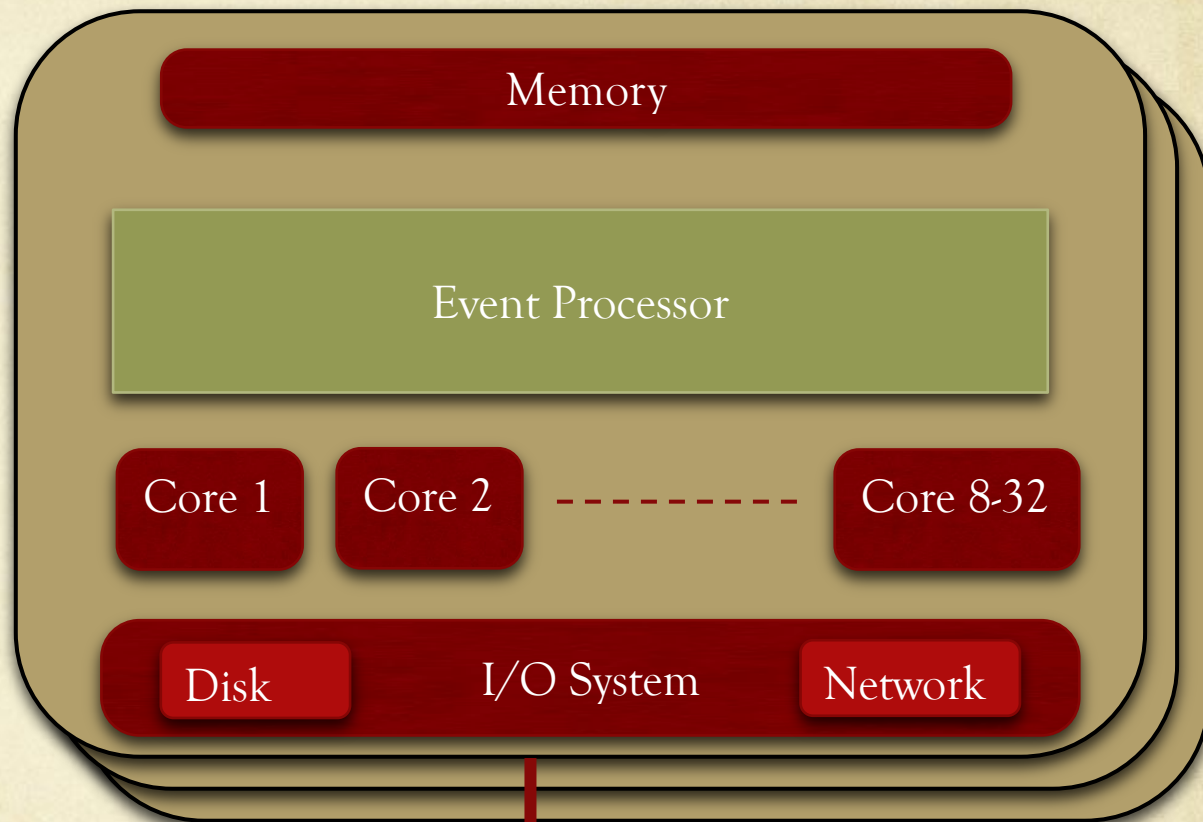 Memory
Event Processor
Core 1
Core 2
Core 8-32
Disk
I/O System
Network